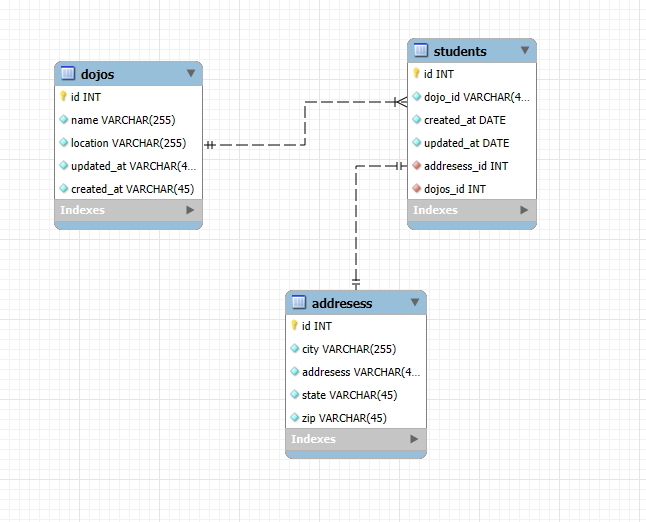 dojos
id INT
name VARCHAR(255)
location VARCHAR(255)
updated_at VARCHAR(4...
created_at VARCHAR(45)
Indexes
students
id INT
dojo_id VARCHAR(4...
created_at DATE
updated_at DATE
addresess_id INT
dojos_id INT
Indexes
addresess
id INT
city VARCHAR(255)
addresess VARCHAR(4...
state VARCHAR(45)
zip VARCHAR(45)
Indexes